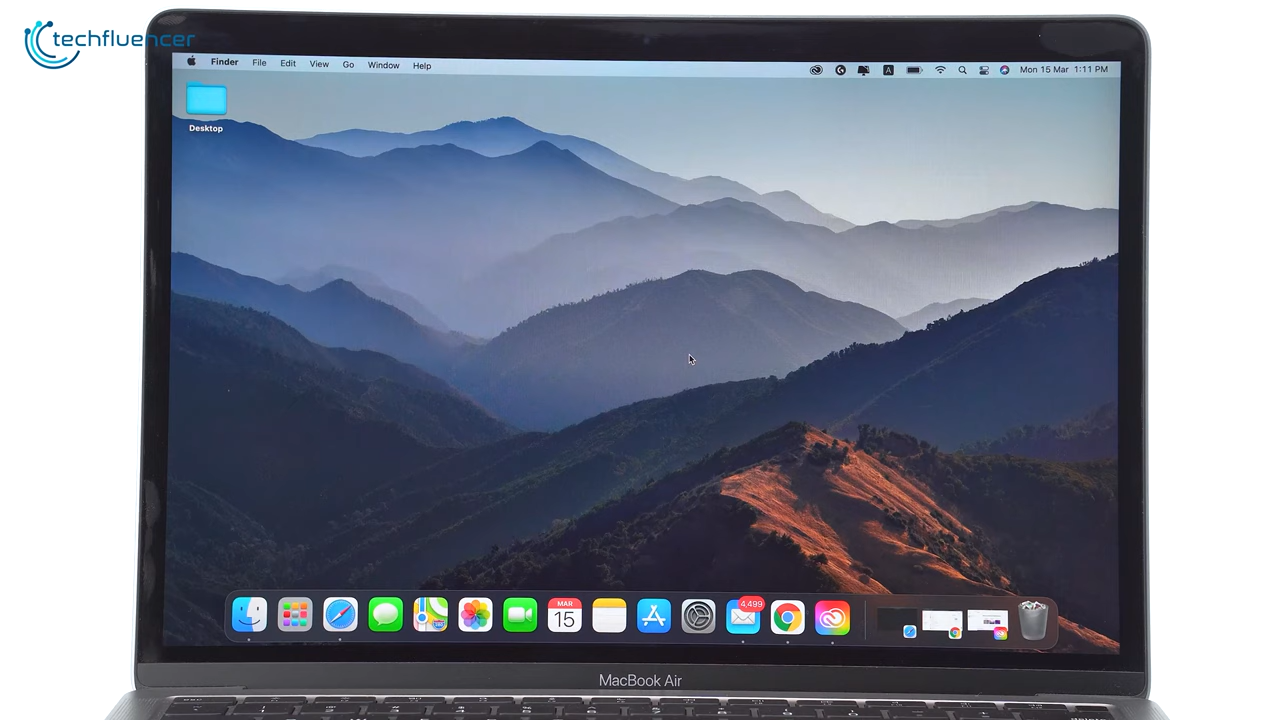 techfluencer
Finder File Edit View Go Window Help A Mon 15 Mar 1:11 PM
Desktop
MAR
15
4,499
MacBook Air